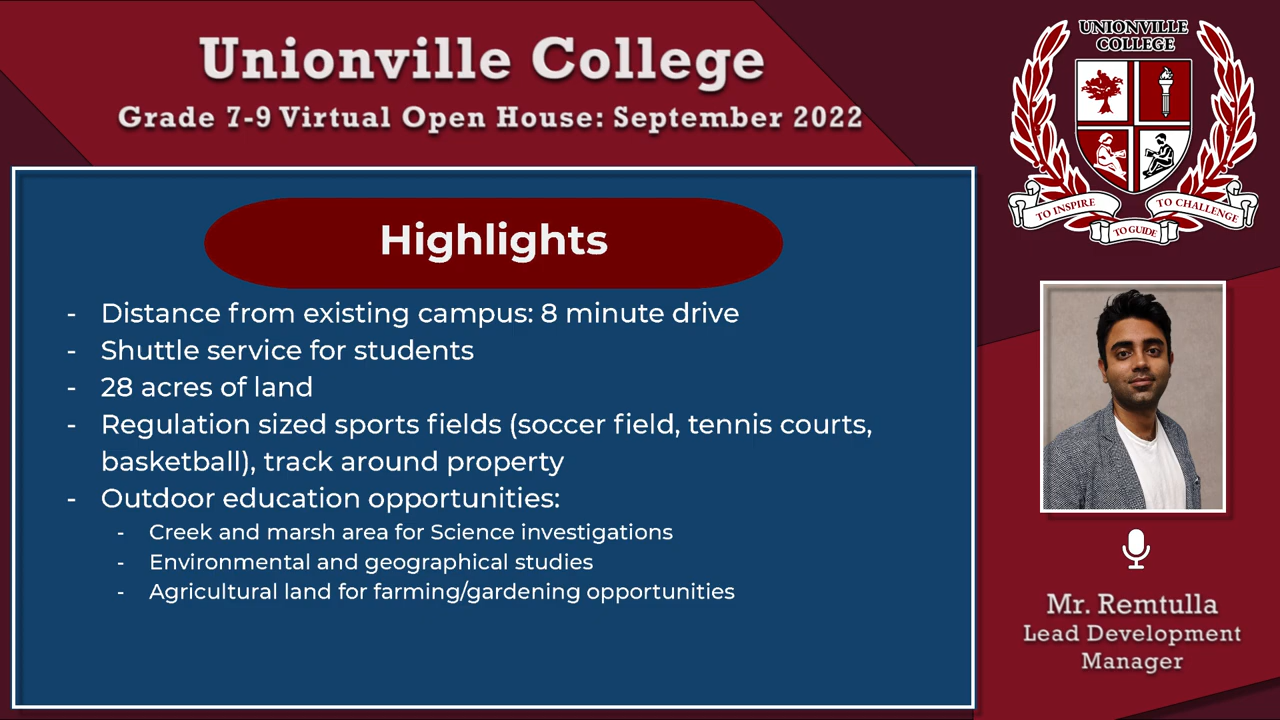 Unionville College
Grade 7-9 Virtual Open House: September 2022
UNIONVILLE
COLLEGE
TO INSPIRE
TO CHALLENGE
TO GUIDE
Highlights
- Distance from existing campus: 8 minute drive
- Shuttle service for students
- 28 acres of land
- Regulation sized sports fields (soccer field, tennis courts,
basketball), track around property
- Outdoor education opportunities:
- Creek and marsh area for Science investigations
- Environmental and geographical studies
- Agricultural land for farming/gardening opportunities
Mr. Remtulla
Lead Development
Manager